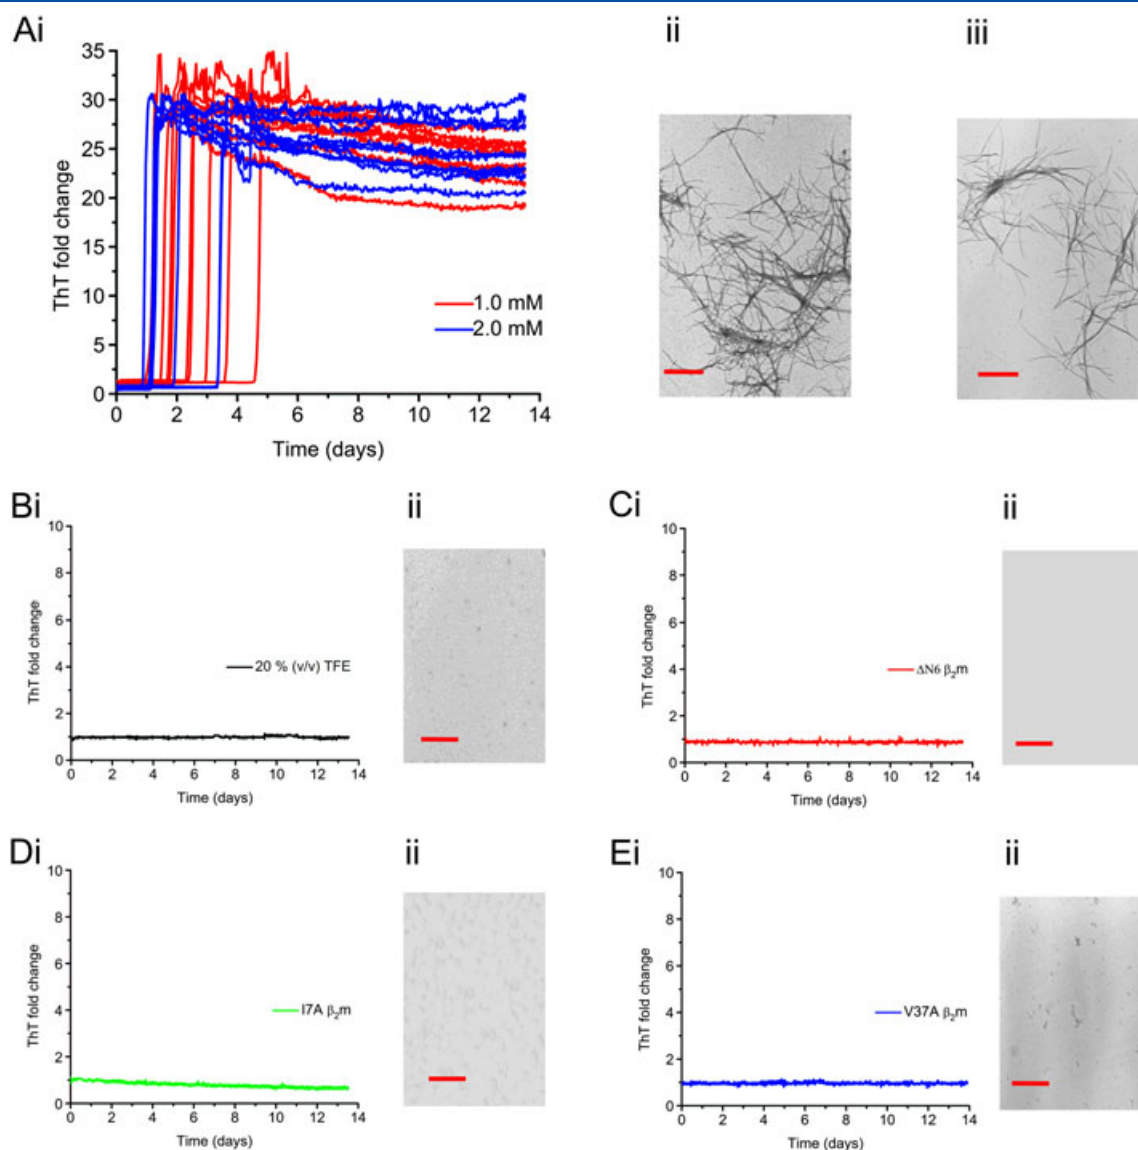 Ai
ii
iii
35
30
25
20
15
10
5
0
ThT fold change
1.0 mM
2.0 mM
0 2 4 6 8 10 12 14
Time (days)
Bi
ii
10
8
6
4
2
0
ThT fold change
20 % (v/v) TFE
0 2 4 6 8 10 12 14
Time (days)
Ci
ii
10
8
6
4
2
0
ThT fold change
ΔN6 β₂m
0 2 4 6 8 10 12 14
Time (days)
Di
ii
10
8
6
4
2
0
ThT fold change
I7A β₂m
0 2 4 6 8 10 12 14
Time (days)
Ei
ii
10
8
6
4
2
0
ThT fold change
V37A β₂m
0 2 4 6 8 10 12 14
Time (days)